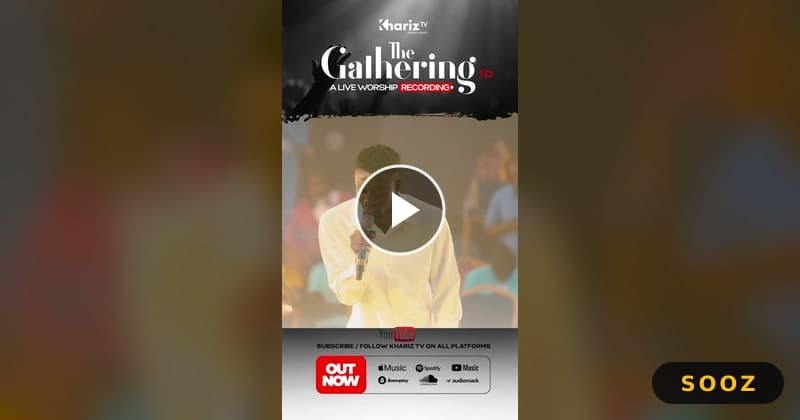 Khariz TV
The
Gathering 1.0
A LIVE WORSHIP RECORDING
YouTube
SUBSCRIBE / FOLLOW KHARIZ TV ON ALL PLATFORMS
OUT NOW
Music
Spotify
Music
Boomplay
audiomack
SOOZ